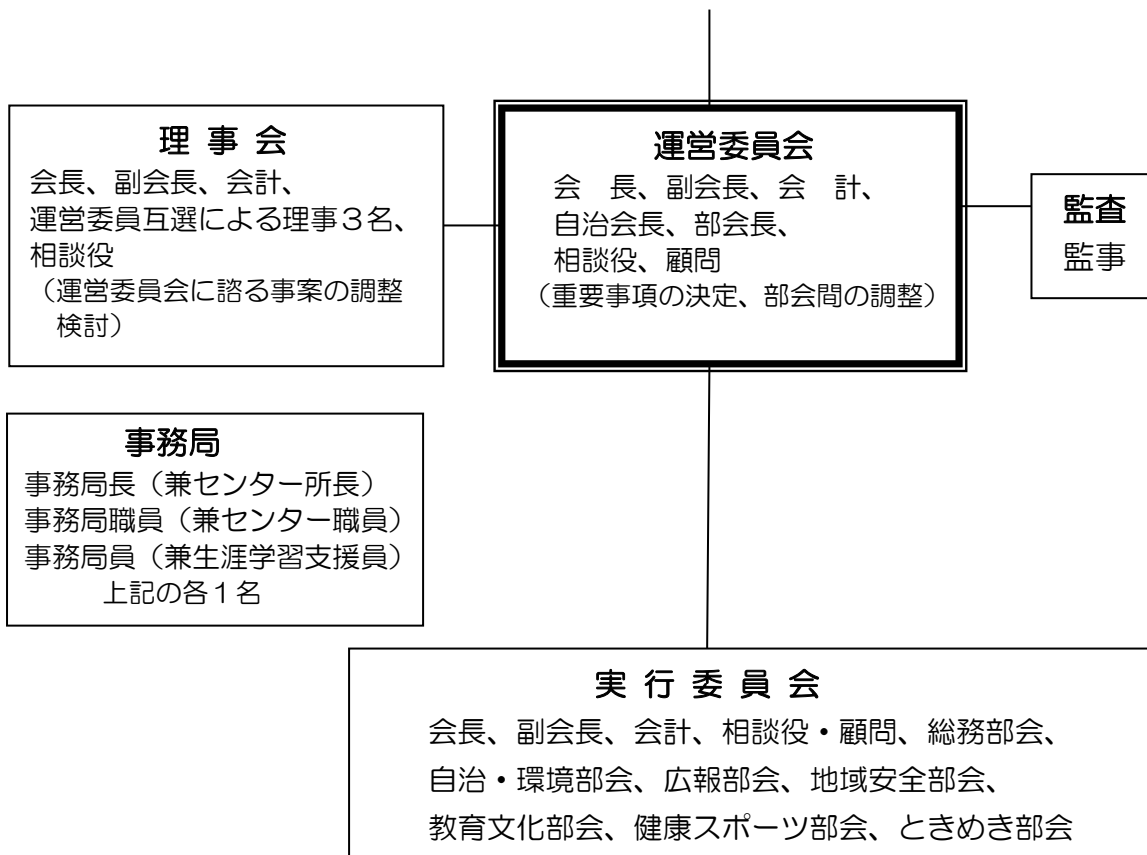 理 事 会
会長、副会長、会計、
運営委員互選による理事３名、
相談役
（運営委員会に諮る事案の調整
検討）
運営委員会
会　長、副会長、会　計、
自治会長、部会長、
相談役、顧問
（重要事項の決定、部会間の調整）
監査
監事
事務局
事務局長（兼センター所長）
事務局職員（兼センター職員）
事務局員（兼生涯学習支援員）
上記の各１名
実 行 委 員 会
会長、副会長、会計、相談役・顧問、総務部会、
自治・環境部会、広報部会、地域安全部会、
教育文化部会、健康スポーツ部会、ときめき部会